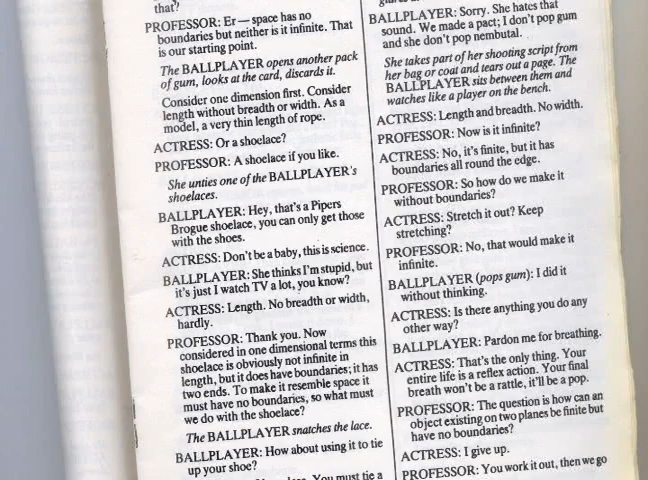 that?
PROFESSOR: Er — space has no
boundaries but neither is it infinite. That
is our starting point.
The BALLPLAYER opens another pack
of gum, looks at the card, discards it.
Consider one dimension first. Consider
length without breadth or width. As a
model, a very thin length of rope.
ACTRESS: Or a shoelace?
PROFESSOR: A shoelace if you like.
She unties one of the BALLPLAYER's
shoelaces.
BALLPLAYER: Hey, that's a Pipers
Brogue shoelace, you can only get those
with the shoes.
ACTRESS: Don't be a baby, this is science.
BALLPLAYER: She thinks I'm stupid, but
it's just I watch TV a lot, you know?
ACTRESS: Length. No breadth or width,
hardly.
PROFESSOR: Thank you. Now
considered in one dimensional terms this
shoelace is obviously not infinite in
length, but it does have boundaries; it has
two ends. To make it resemble space it
must have no boundaries, so what must
we do with the shoelace?
The BALLPLAYER snatches the lace.
BALLPLAYER: How about using it to tie
up your shoe?
You must tie a
BALLPLAYER: Sorry. She hates that
sound. We made a pact; I don't pop gum
and she don't pop nembutal.
She takes part of her shooting script from
her bag or coat and tears out a page. The
BALLPLAYER sits between them and
watches like a player on the bench.
ACTRESS: Length and breadth. No width.
PROFESSOR: Now is it infinite?
ACTRESS: No, it's finite, but it has
boundaries all round the edge.
PROFESSOR: So how do we make it
without boundaries?
ACTRESS: Stretch it out? Keep
stretching?
PROFESSOR: No, that would make it
infinite.
BALLPLAYER (pops gum): I did it
without thinking.
ACTRESS: Is there anything you do any
other way?
BALLPLAYER: Pardon me for breathing.
ACTRESS: That's the only thing. Your
entire life is a reflex action. Your final
breath won't be a rattle, it'll be a pop.
PROFESSOR: The question is how can an
object existing on two planes be finite but
have no boundaries?
ACTRESS: I give up.
PROFESSOR: You work it out, then we go